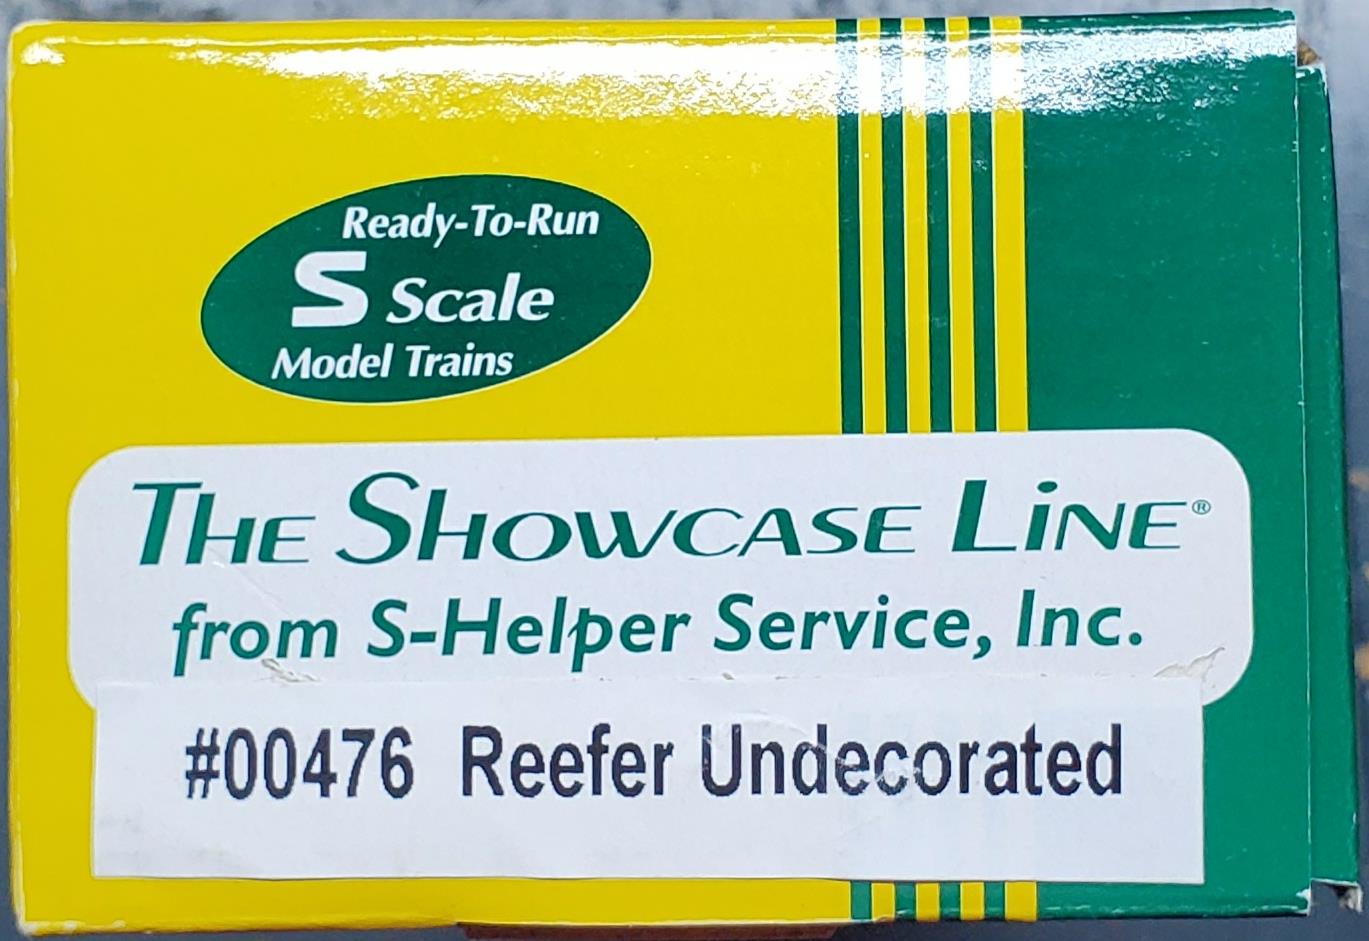 Ready-To-Run
S Scale
Model Trains
The Showcase Line®
from S-Helper Service, Inc.
#00476 Reefer Undecorated